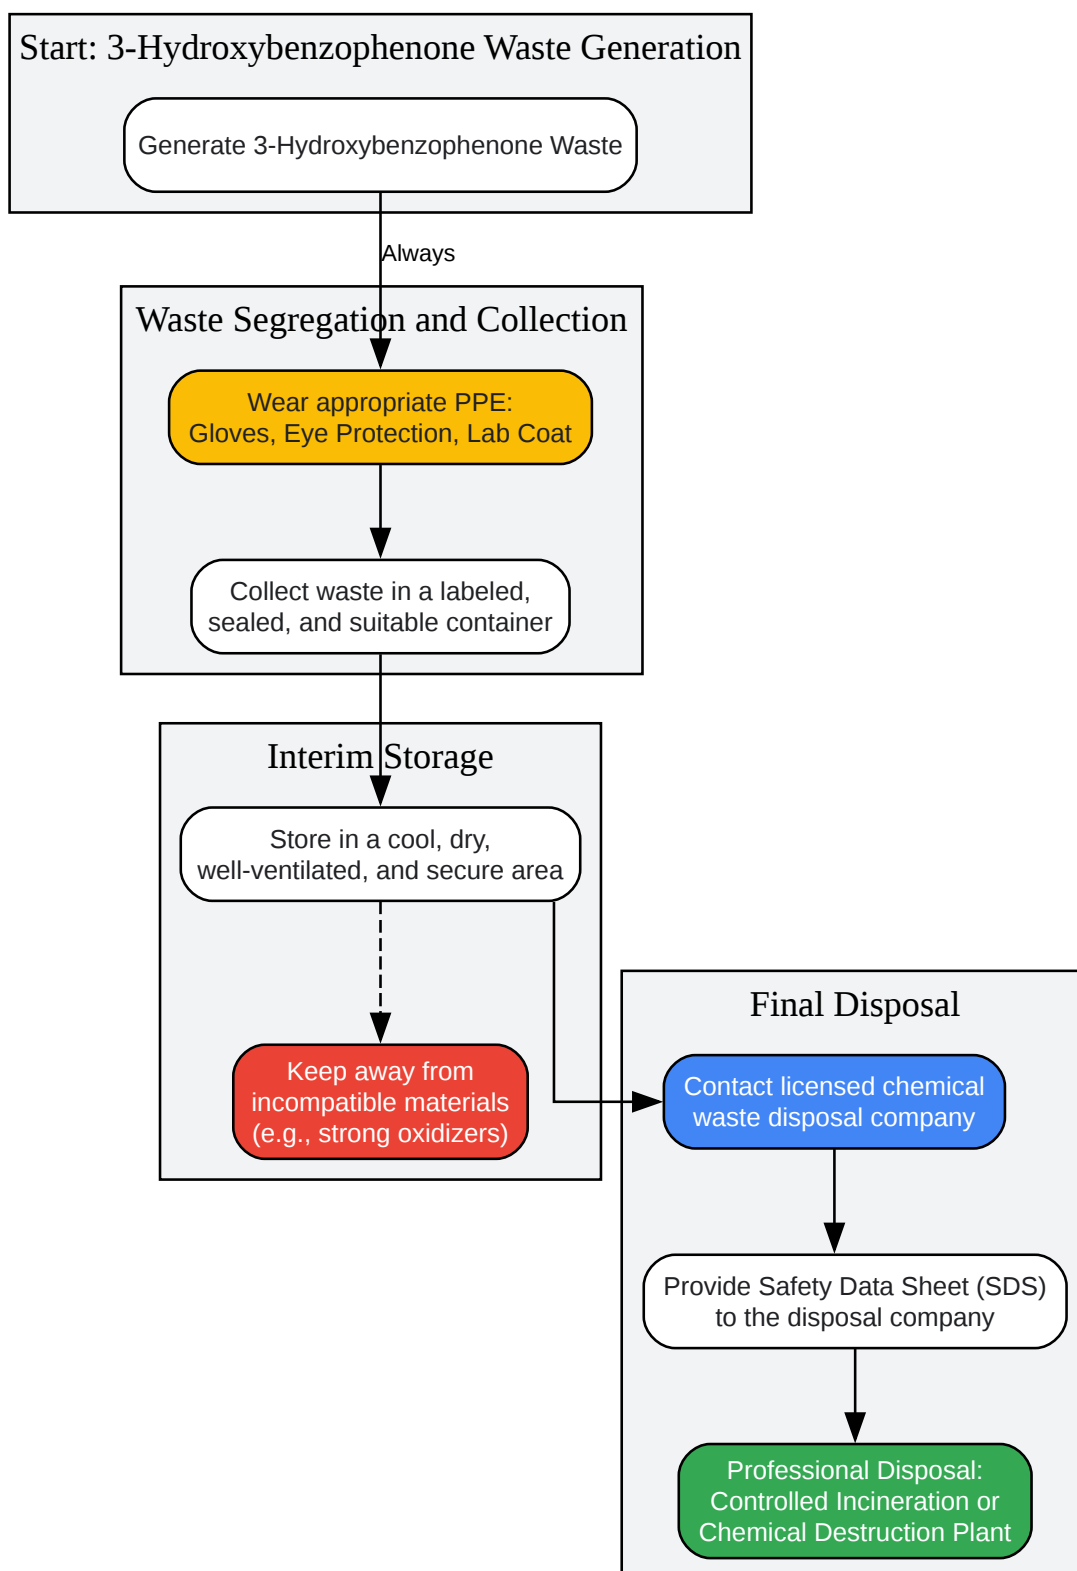 Start: 3-Hydroxybenzophenone Waste Generation
Generate 3-Hydroxybenzophenone Waste
Always
Waste Segregation and Collection
Wear appropriate PPE:
Gloves, Eye Protection, Lab Coat
Collect waste in a labeled,
sealed, and suitable container
Interim Storage
Store in a cool, dry,
well-ventilated, and secure area
Keep away from
incompatible materials
(e.g., strong oxidizers)
Final Disposal
Contact licensed chemical
waste disposal company
Provide Safety Data Sheet (SDS)
to the disposal company
Professional Disposal:
Controlled Incineration or
Chemical Destruction Plant